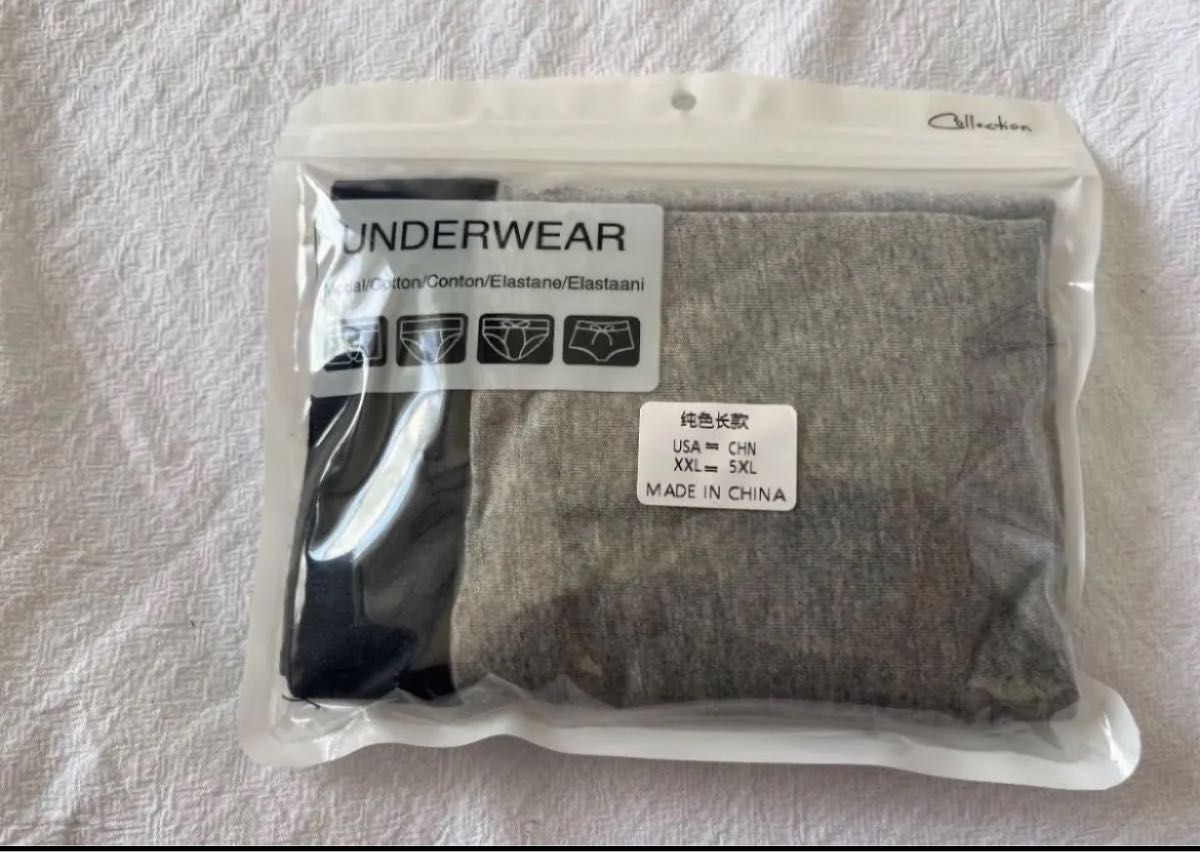 Collection
UNDERWEAR
Modal/Cotton/Conton/Elastane/Elastaani
纯色长款
USA = CHN
XXL = 5XL
MADE IN CHINA